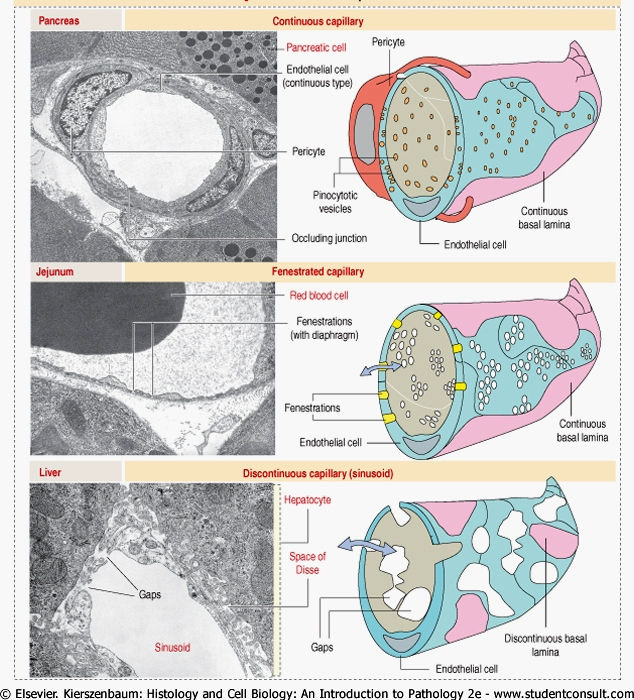 Pancreas
Continuous capillary
Pancreatic cell
Endothelial cell
(continuous type)
Pericyte
Pericyte
Pinocytotic
vesicles
Occluding junction
Continuous
basal lamina
Endothelial cell
Jejunum
Fenestrated capillary
Red blood cell
Fenestrations
(with diaphragm)
Fenestrations
Endothelial cell
Continuous
basal lamina
Liver
Discontinuous capillary (sinusoid)
Hepatocyte
Space of
Disse
Gaps
Sinusoid
Gaps
Discontinuous basal
lamina
Endothelial cell
© Elsevier. Kierszenbaum: Histology and Cell Biology: An Introduction to Pathology 2e - www.studentconsult.com